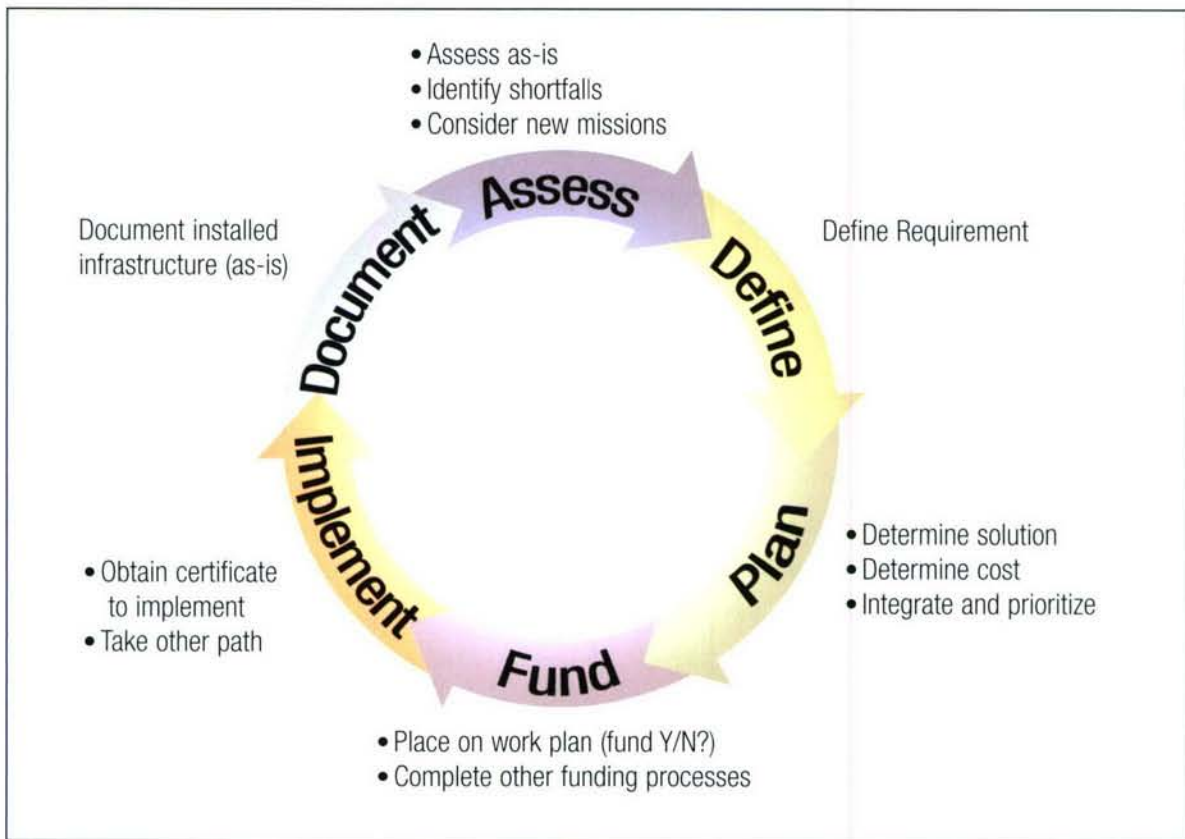 • Assess as-is
• Identify shortfalls
• Consider new missions
Assess
Define Requirement
Define
• Determine solution
• Determine cost
• Integrate and prioritize
Plan
Fund
• Place on work plan (fund Y/N?)
• Complete other funding processes
Implement
• Obtain certificate
to implement
• Take other path
Document
Document installed
infrastructure (as-is)